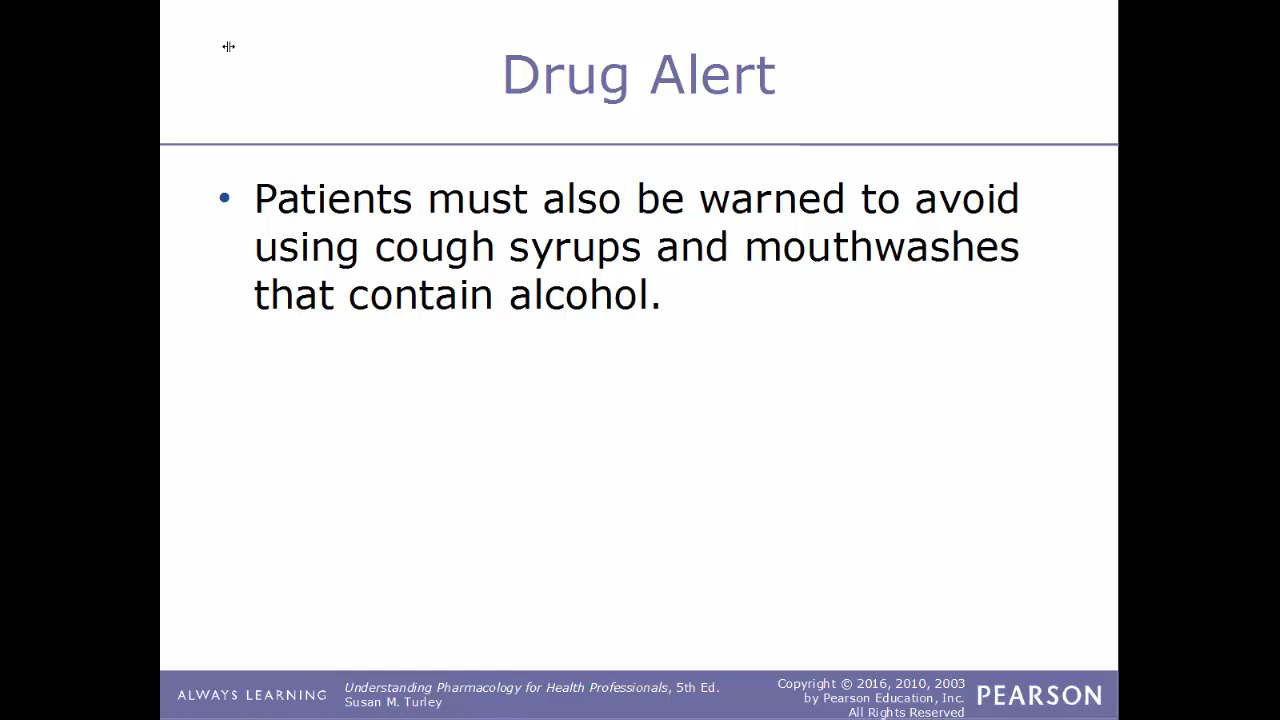 Drug Alert
• Patients must also be warned to avoid
using cough syrups and mouthwashes
that contain alcohol.
ALWAYS LEARNING
Understanding Pharmacology for Health Professionals, 5th Ed.
Susan M. Turley
Copyright © 2016, 2010, 2003
by Pearson Education, Inc.
All Rights Reserved
PEARSON